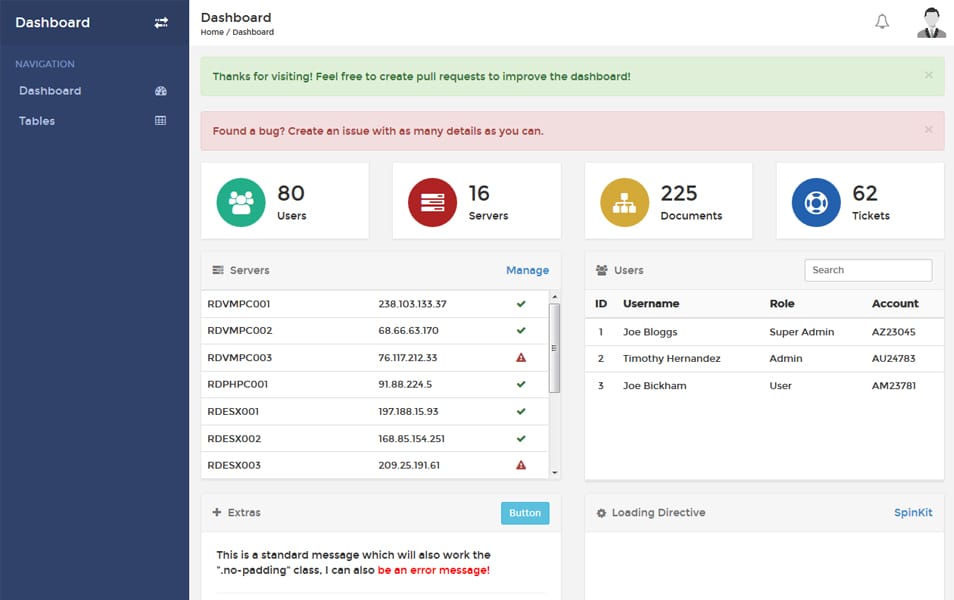 Dashboard
NAVIGATION
Dashboard
Tables
Dashboard
Home / Dashboard
Thanks for visiting! Feel free to create pull requests to improve the dashboard!
×
Found a bug? Create an issue with as many details as you can.
×
80
Users
16
Servers
225
Documents
62
Tickets
Servers Manage
RDVMPC001 238.103.133.37
RDVMPC002 68.66.63.170
RDVMPC003 76.117.212.33
RDPHPC001 91.88.224.5
RDESX001 197.188.15.93
RDESX002 168.85.154.251
RDESX003 209.25.191.61
Users Search
ID Username Role Account
1 Joe Bloggs Super Admin AZ23045
2 Timothy Hernandez Admin AU24783
3 Joe Bickham User AM23781
Extras Button
This is a standard message which will also work the
".no-padding" class, I can also be an error message!
Loading Directive SpinKit